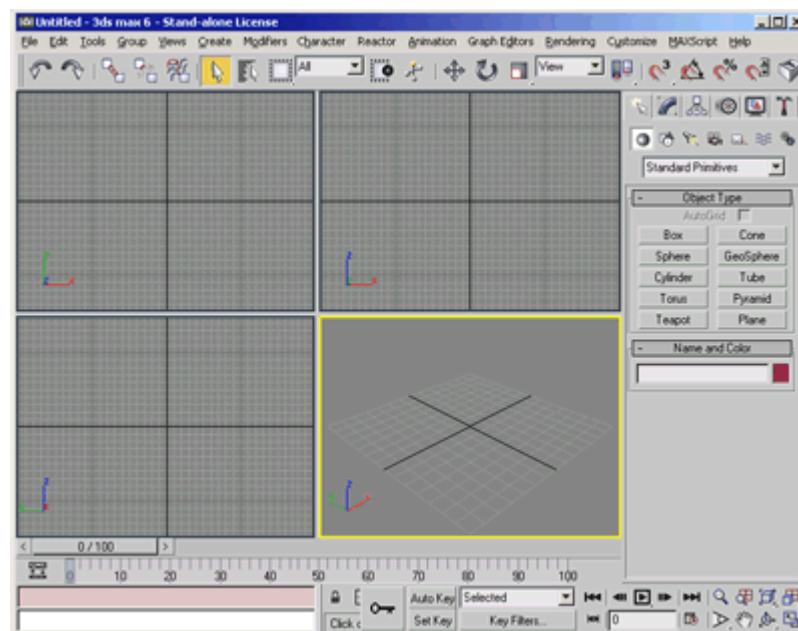 Untitled - 3ds max 6 - Stand-alone License
File Edit Tools Group Views Create Modifiers Character Reactor Animation Graph Editors Rendering Customize MAXScript Help
All View
Standard Primitives
- Object Type
AutoGrid
Box Cone
Sphere GeoSphere
Cylinder Tube
Torus Pyramid
Teapot Plane
- Name and Color
0 / 100
0 10 20 30 40 50 60 70 80 90 100
Auto Key Selected
Click Set Key Key Filters... 0